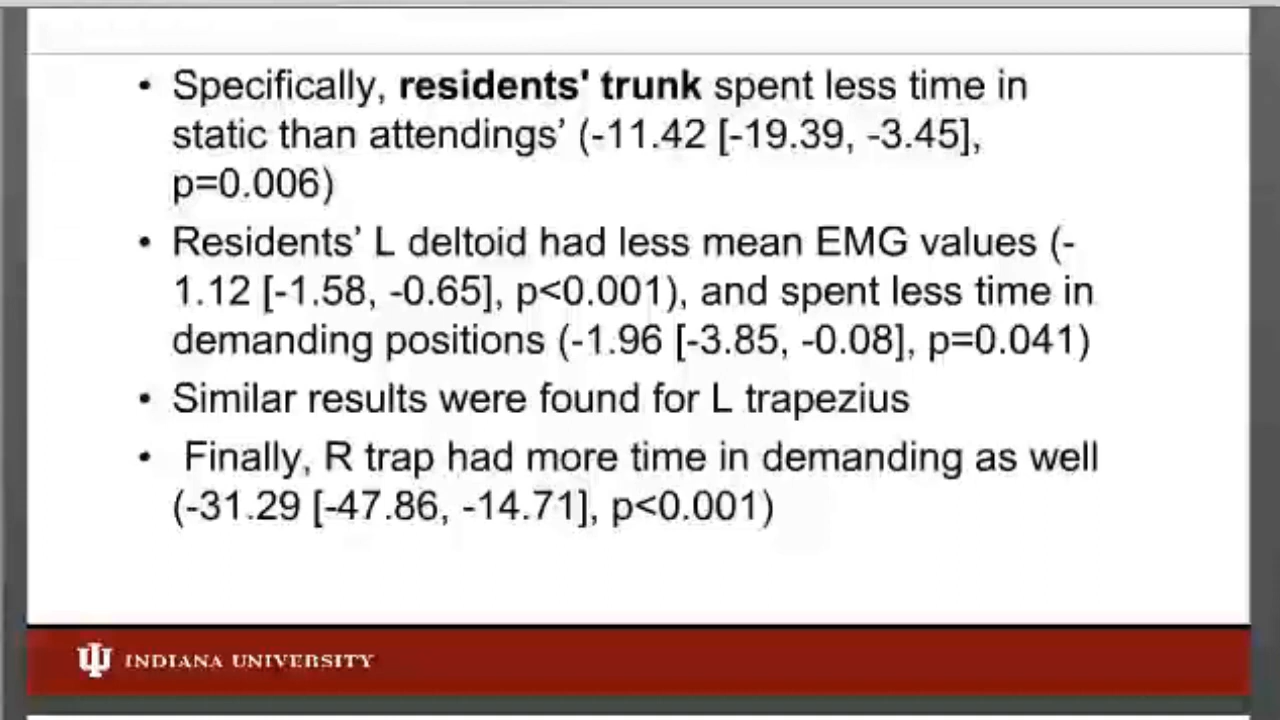 • Specifically, residents' trunk spent less time in
static than attendings’ (-11.42 [-19.39, -3.45],
p=0.006)
• Residents’ L deltoid had less mean EMG values (-
1.12 [-1.58, -0.65], p<0.001), and spent less time in
demanding positions (-1.96 [-3.85, -0.08], p=0.041)
• Similar results were found for L trapezius
• Finally, R trap had more time in demanding as well
(-31.29 [-47.86, -14.71], p<0.001)
INDIANA UNIVERSITY